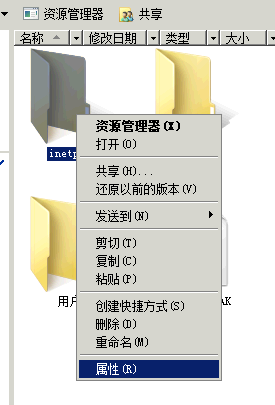 资源管理器 共享
名称 修改日期 类型 大小
inetp
资源管理器(X)
打开(O)
共享(H)...
还原以前的版本(V)
发送到(N)
剪切(T)
复制(C)
粘贴(P)
创建快捷方式(S)
删除(D)
重命名(M)
属性(R)
用户
AK